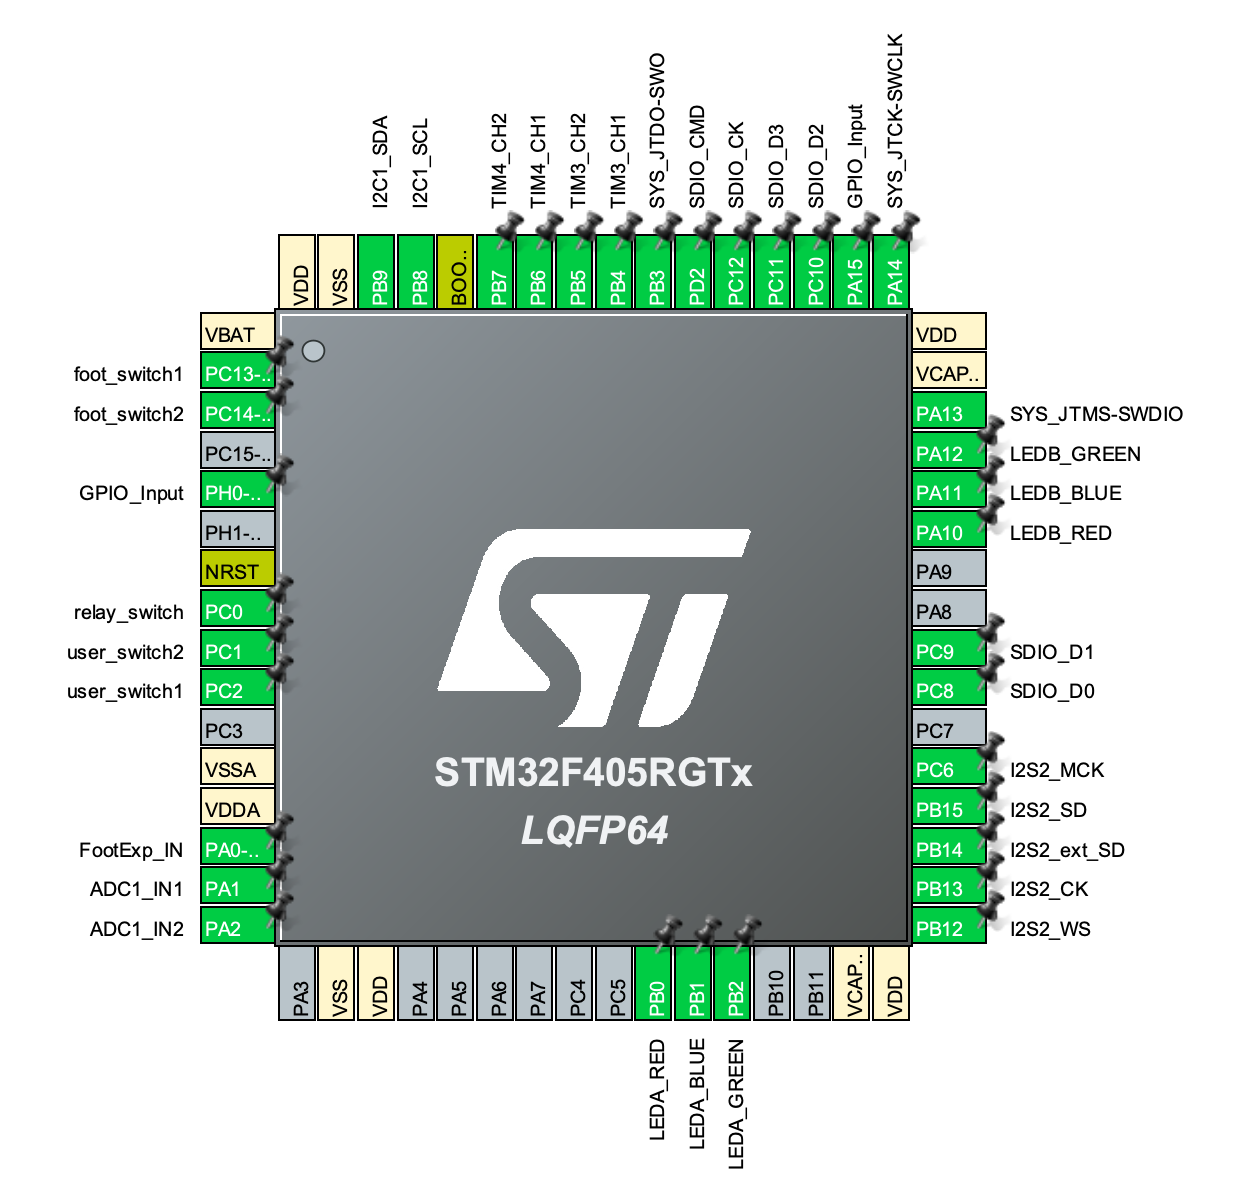 I2C1_SDA
I2C1_SCL
TIM4_CH2
TIM4_CH1
TIM3_CH2
TIM3_CH1
SYS_JTDO-SWO
SDIO_CMD
SDIO_CK
SDIO_D3
SDIO_D2
GPIO_Input
SYS_JTCK-SWCLK
VDD
VSS
PB9
PB8
BOO..
PB7
PB6
PB5
PB4
PB3
PD2
PC12
PC11
PC10
PA15
PA14
VBAT
foot_switch1 PC13-..
foot_switch2 PC14-..
PC15-..
GPIO_Input PH0-..
PH1-..
NRST
relay_switch PC0
user_switch2 PC1
user_switch1 PC2
PC3
VSSA
VDDA
FootExp_IN PA0-..
ADC1_IN1 PA1
ADC1_IN2 PA2
ST
STM32F405RGTx
LQFP64
VDD
VCAP..
PA13 SYS_JTMS-SWDIO
PA12 LEDB_GREEN
PA11 LEDB_BLUE
PA10 LEDB_RED
PA9
PA8
PC9 SDIO_D1
PC8 SDIO_D0
PC7
PC6 I2S2_MCK
PB15 I2S2_SD
PB14 I2S2_ext_SD
PB13 I2S2_CK
PB12 I2S2_WS
PA3
VSS
VDD
PA4
PA5
PA6
PA7
PC4
PC5
PB0
PB1
PB2
PB10
PB11
VCAP..
VDD
LEDA_RED
LEDA_BLUE
LEDA_GREEN